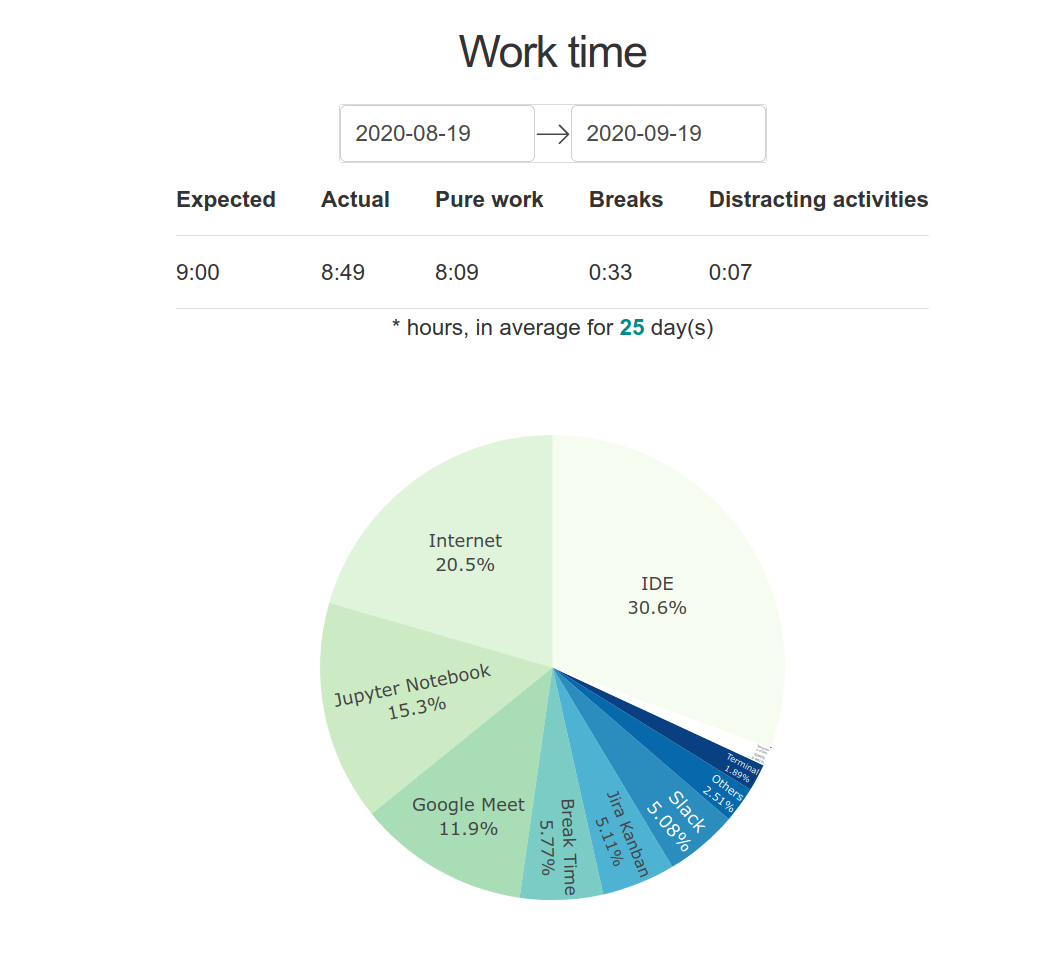 Work time
2020-08-19
2020-09-19
Expected Actual Pure work Breaks Distracting activities
9:00 8:49 8:09 0:33 0:07
* hours, in average for 25 day(s)
Internet
20.5%
IDE
30.6%
Jupyter Notebook
15.3%
Google Meet
11.9%
Break Time
5.77%
Jira Kanban
5.11%
Slack
5.08%
Others
2.51%
Terminal
1.89%